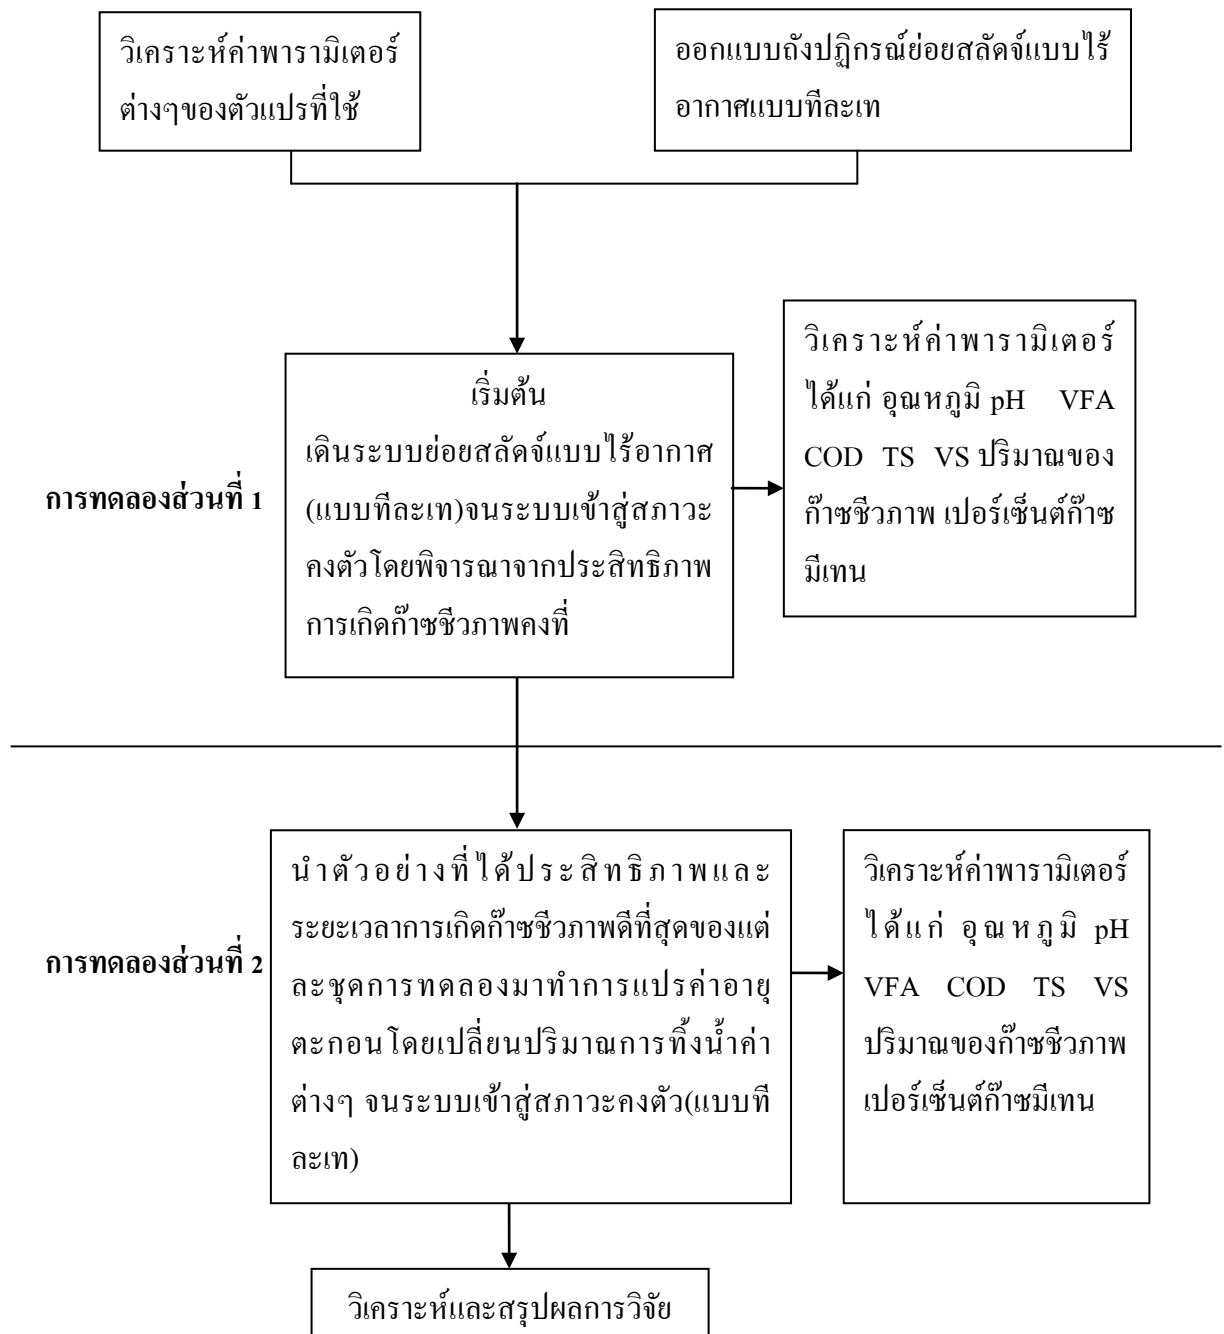 วิเคราะห์ค่าพารามิเตอร์
ต่างๆของตัวแปรที่ใช้
ออกแบบถังปฏิกรณ์ย่อยสลัดจ์แบบไร้
อากาศแบบทีละเท
การทดลองส่วนที่ 1
เริ่มต้น
เดินระบบย่อยสลัดจ์แบบไร้อากาศ
(แบบทีละเท)จนระบบเข้าสู่สภาวะ
คงตัวโดยพิจารณาจากประสิทธิภาพ
การเกิดก๊าซชีวภาพคงที่
วิเคราะห์ค่าพารามิเตอร์
ได้แก่ อุณหภูมิ pH VFA
COD TS VS ปริมาณของ
ก๊าซชีวภาพ เปอร์เซ็นต์ก๊าซ
มีเทน
การทดลองส่วนที่ 2
นำตัวอย่างที่ได้ประสิทธิภาพและ
ระยะเวลาการเกิดก๊าซชีวภาพดีที่สุดของแต่
ละชุดการทดลองมาทำการแปรค่าอายุ
ตะกอนโดยเปลี่ยนปริมาณการทิ้งน้ำค่า
ต่างๆ จนระบบเข้าสู่สภาวะคงตัว(แบบที
ละเท)
วิเคราะห์ค่าพารามิเตอร์
ได้แก่ อุณหภูมิ pH
VFA COD TS VS
ปริมาณของก๊าซชีวภาพ
เปอร์เซ็นต์ก๊าซมีเทน
วิเคราะห์และสรุปผลการวิจัย